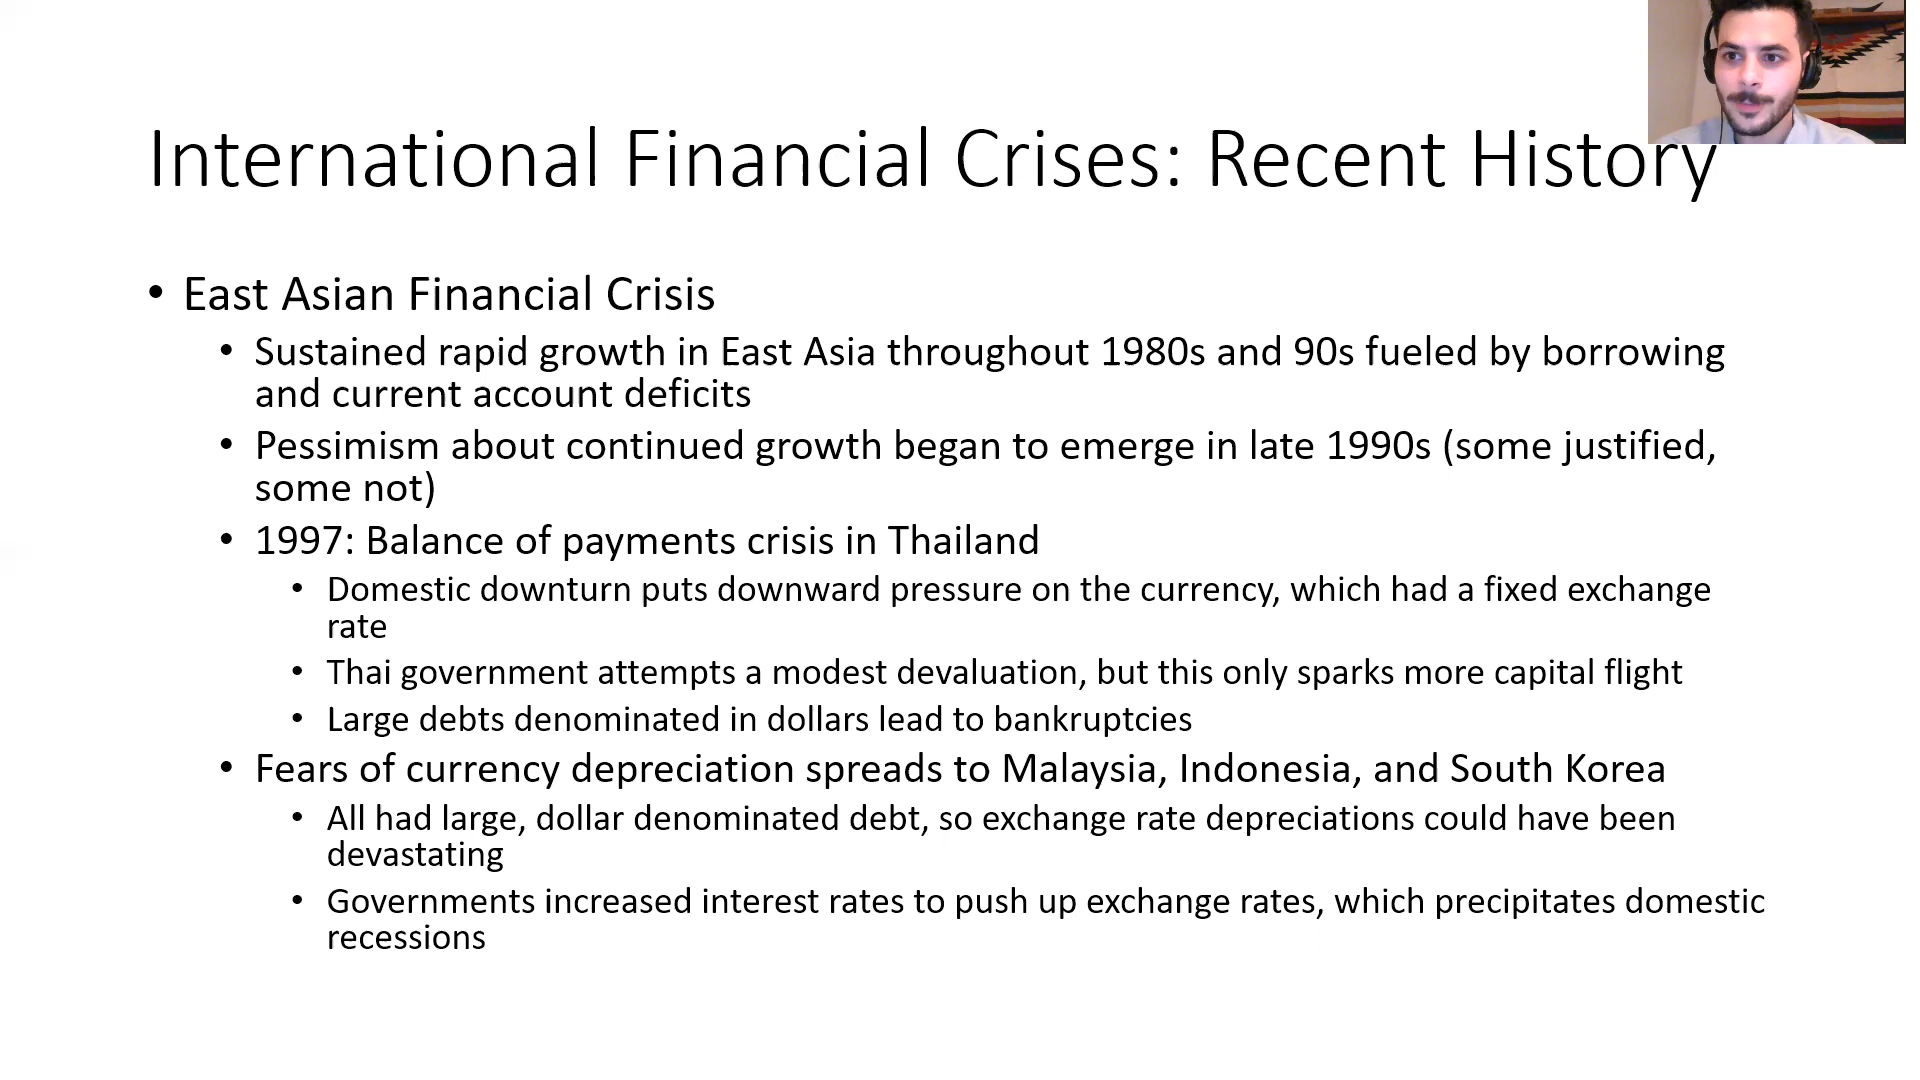 International Financial Crises: Recent History
• East Asian Financial Crisis
• Sustained rapid growth in East Asia throughout 1980s and 90s fueled by borrowing
and current account deficits
• Pessimism about continued growth began to emerge in late 1990s (some justified,
some not)
• 1997: Balance of payments crisis in Thailand
• Domestic downturn puts downward pressure on the currency, which had a fixed exchange
rate
• Thai government attempts a modest devaluation, but this only sparks more capital flight
• Large debts denominated in dollars lead to bankruptcies
• Fears of currency depreciation spreads to Malaysia, Indonesia, and South Korea
• All had large, dollar denominated debt, so exchange rate depreciations could have been
devastating
• Governments increased interest rates to push up exchange rates, which precipitates domestic
recessions